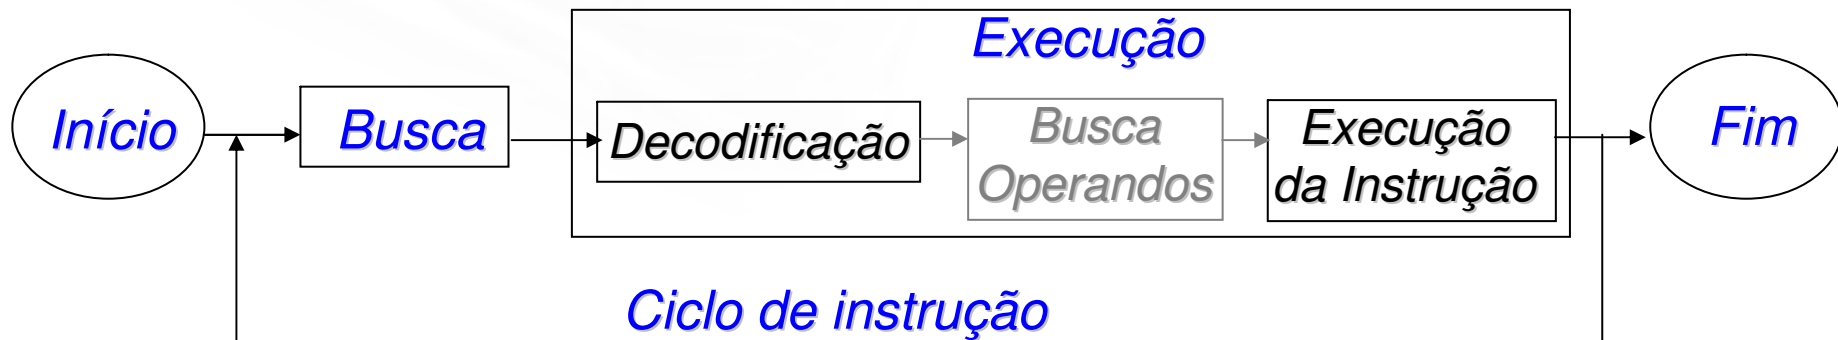 Execução
Início
Busca
Decodificação
Busca
Operandos
Execução
da Instrução
Fim
Ciclo de instrução